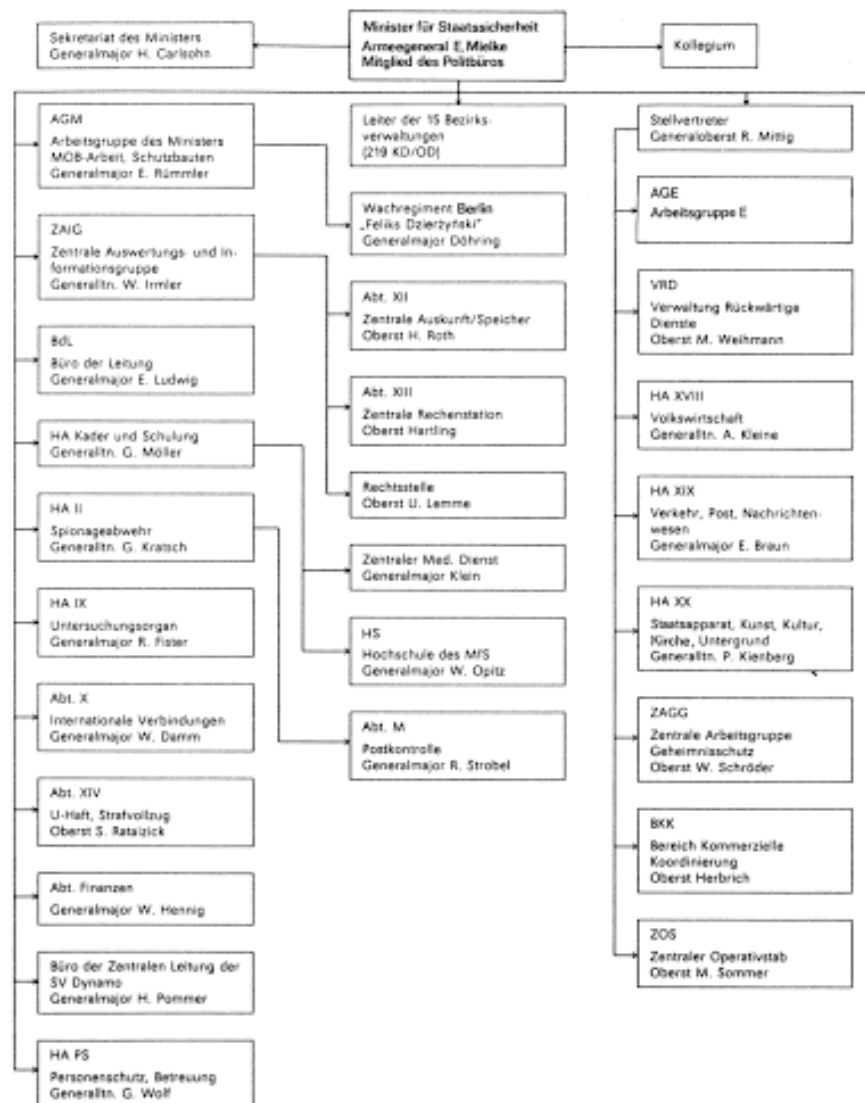 Sekretariat des Ministers
Generalmajor H. Carlsohn
Minister für Staatssicherheit
Armeegeneral E. Mielke
Mitglied des Politbüros
Kollegium
AGM
Arbeitsgruppe des Ministers
MOB-Arbeit, Schutzbauten
Generalmajor E. Rümmler
ZAIG
Zentrale Auswertungs- und In-
formationsgruppe
Generalltn. W. Irmler
BdL
Büro der Leitung
Generalmajor E. Ludwig
HA Kader und Schulung
Generalltn. G. Möller
HA II
Spionageabwehr
Generalltn. G. Kratsch
HA IX
Untersuchungsorgan
Generalmajor R. Fister
Abt. X
Internationale Verbindungen
Generalmajor W. Damm
Abt. XIV
U-Haft, Strafvollzug
Oberst S. Rataizick
Abt. Finanzen
Generalmajor W. Hennig
Büro der Zentralen Leitung der
SV Dynamo
Generalmajor H. Pommer
HA PS
Personenschutz, Betreuung
Generalltn. G. Wolf
Leiter der 15 Bezirks-
verwaltungen
(219 KD/OD)
Wachregiment Berlin
„Feliks Dzierżyński"
Generalmajor Döhring
Abt. XII
Zentrale Auskunft/Speicher
Oberst H. Roth
Abt. XIII
Zentrale Rechenstation
Oberst Hartling
Rechtsstelle
Oberst U. Lemme
Zentraler Med. Dienst
Generalmajor Klein
HS
Hochschule des MfS
Generalmajor W. Opitz
Abt. M
Postkontrolle
Generalmajor R. Strobel
Stellvertreter
Generaloberst R. Mittig
AGE
Arbeitsgruppe E
VRD
Verwaltung Rückwärtige
Dienste
Oberst M. Weihmann
HA XVIII
Volkswirtschaft
Generalltn. A. Kleine
HA XIX
Verkehr, Post, Nachrichten-
wesen
Generalmajor E. Braun
HA XX
Staatsapparat, Kunst, Kultur,
Kirche, Untergrund
Generalltn. P. Kienberg
ZAGG
Zentrale Arbeitsgruppe
Geheimnisschutz
Oberst W. Schröder
BKK
Bereich Kommerzielle
Koordinierung
Oberst Herbrich
ZOS
Zentraler Operativstab
Oberst M. Sommer